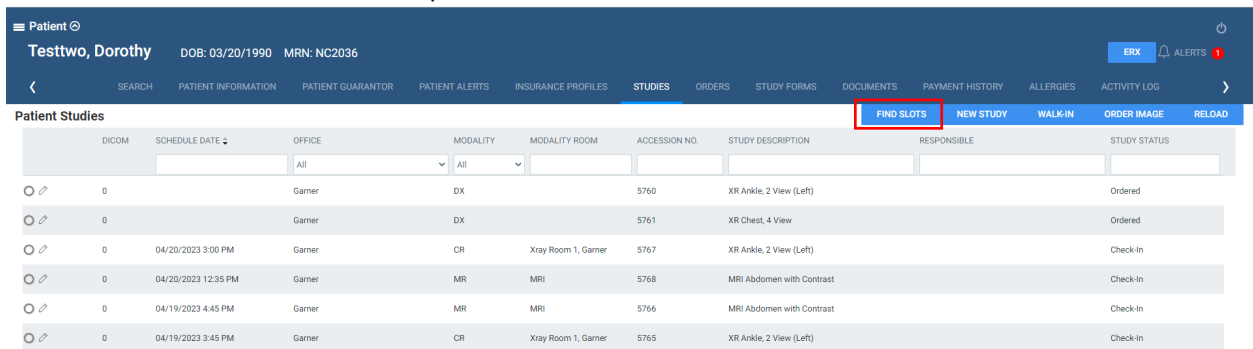 Patient
Testtwo, Dorothy DOB: 03/20/1990 MRN: NC2036 ERX ALERTS 1
SEARCH PATIENT INFORMATION PATIENT GUARANTOR PATIENT ALERTS INSURANCE PROFILES STUDIES ORDERS STUDY FORMS DOCUMENTS PAYMENT HISTORY ALLERGIES ACTIVITY LOG
Patient Studies FIND SLOTS NEW STUDY WALK-IN ORDER IMAGE RELOAD
DICOM SCHEDULE DATE OFFICE MODALITY MODALITY ROOM ACCESSION NO. STUDY DESCRIPTION RESPONSIBLE STUDY STATUS
All All
0 Garner DX 5760 XR Ankle, 2 View (Left) Ordered
0 Garner DX 5761 XR Chest, 4 View Ordered
0 04/20/2023 3:00 PM Garner CR Xray Room 1, Garner 5767 XR Ankle, 2 View (Left) Check-In
0 04/20/2023 12:35 PM Garner MR MRI 5768 MRI Abdomen with Contrast Check-In
0 04/19/2023 4:45 PM Garner MR MRI 5766 MRI Abdomen with Contrast Check-In
0 04/19/2023 3:45 PM Garner CR Xray Room 1, Garner 5765 XR Ankle, 2 View (Left) Check-In